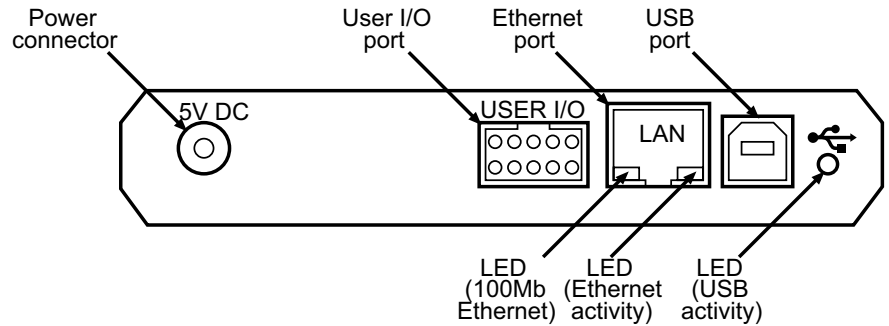 Power
connector
User I/O
port
Ethernet
port
USB
port
5V DC
USER I/O
LAN
LED
(100Mb
Ethernet)
LED
(Ethernet
activity)
LED
(USB
activity)